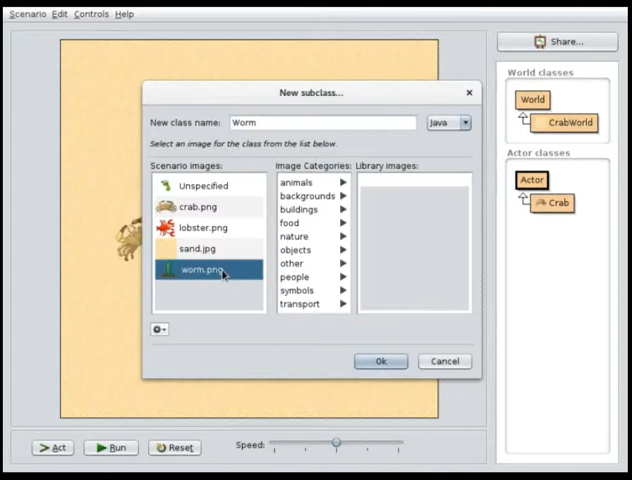 Scenario Edit Controls Help
Share...
World classes
World
CrabWorld
Actor classes
Actor
Crab
New subclass...
New class name: Worm Java
Select an image for the class from the list below.
Scenario images: Image Categories: Library images:
Unspecified
crab.png
lobster.png
sand.jpg
worm.png
animals
backgrounds
buildings
food
nature
objects
other
people
symbols
transport
Ok Cancel
Act Run Reset Speed: